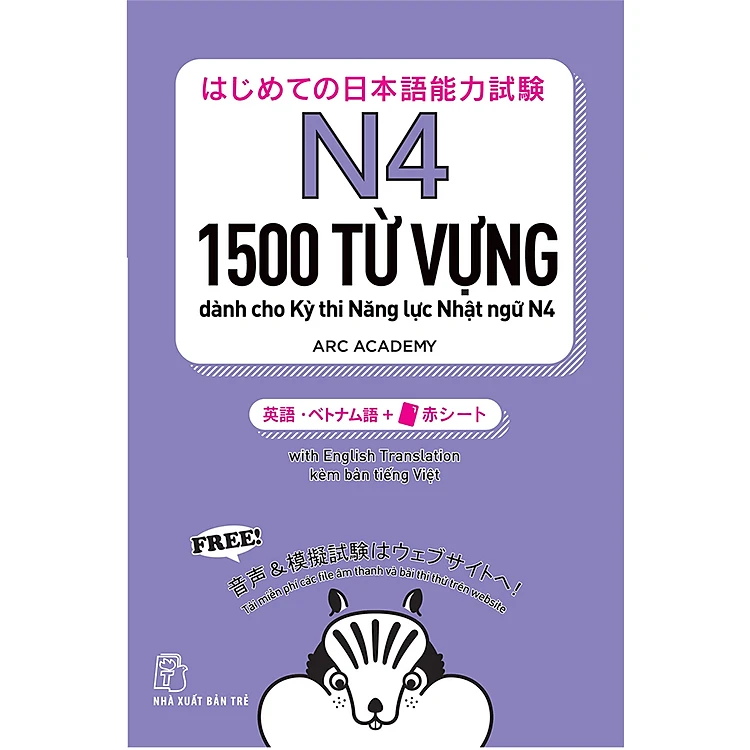 はじめての日本語能力試験
N4
1500 TỪ VỰNG
dành cho Kỳ thi Năng lực Nhật ngữ N4
ARC ACADEMY
英語・ベトナム語 + 赤シート
with English Translation
kèm bản tiếng Việt
FREE!
音声&模擬試験はウェブサイトへ!
Tải miễn phí các file âm thanh và bài thi thử trên website
T
NHÀ XUẤT BẢN TRẺ